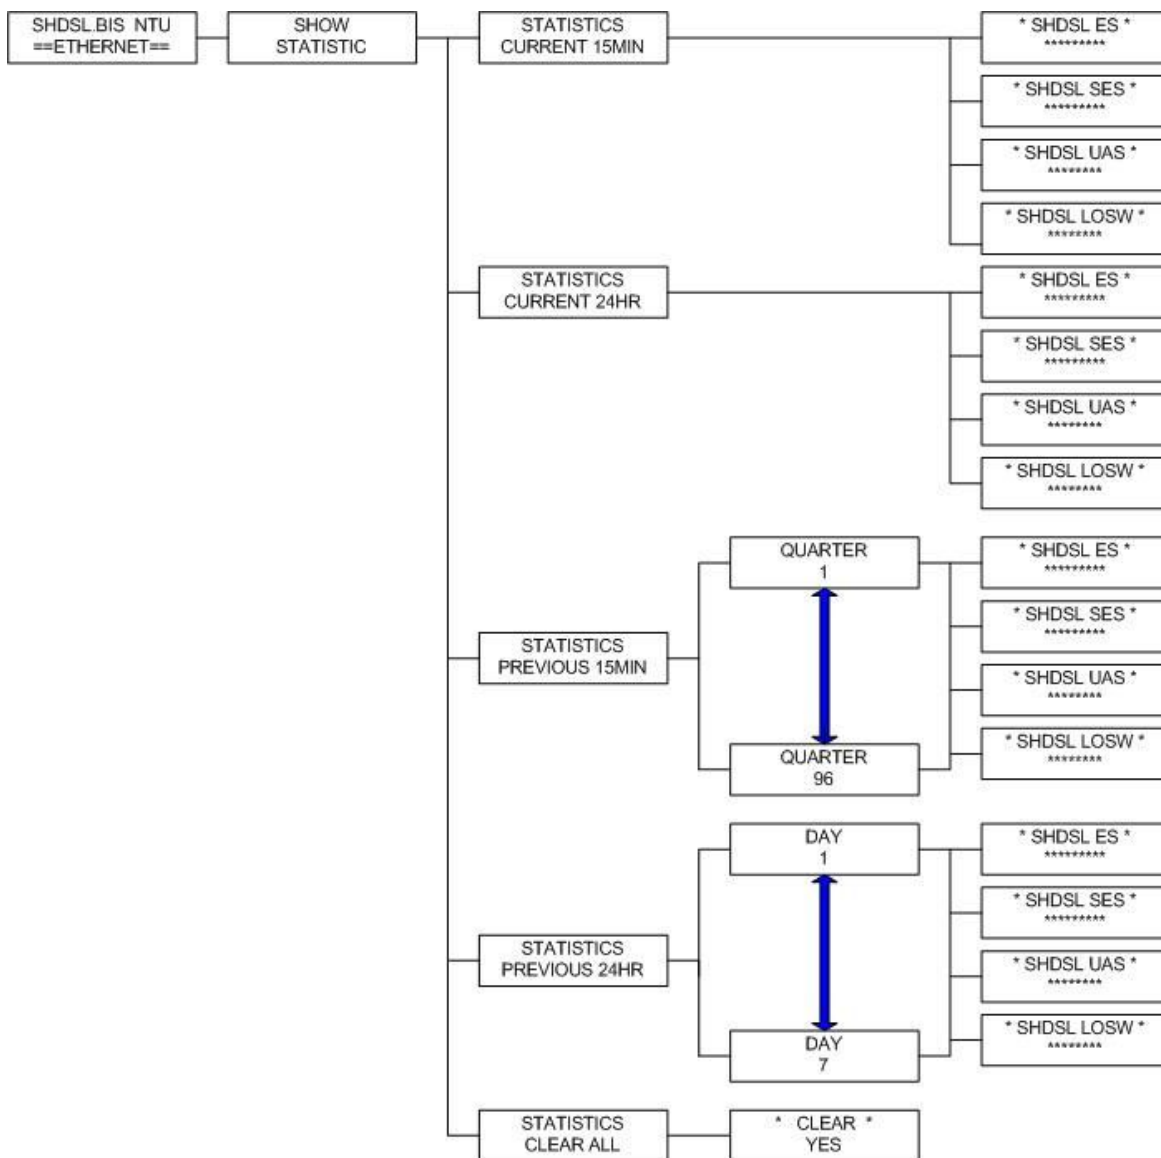 SHDSL.BIS NTU
==ETHERNET==
SHOW
STATISTIC
STATISTICS
CURRENT 15MIN
* SHDSL ES *
*********
* SHDSL SES *
*********
* SHDSL UAS *
********
* SHDSL LOSW *
********
STATISTICS
CURRENT 24HR
* SHDSL ES *
*********
* SHDSL SES *
*********
* SHDSL UAS *
********
* SHDSL LOSW *
********
STATISTICS
PREVIOUS 15MIN
QUARTER
1
QUARTER
96
* SHDSL ES *
*********
* SHDSL SES *
*********
* SHDSL UAS *
********
* SHDSL LOSW *
********
STATISTICS
PREVIOUS 24HR
DAY
1
DAY
7
* SHDSL ES *
*********
* SHDSL SES *
*********
* SHDSL UAS *
********
* SHDSL LOSW *
********
STATISTICS
CLEAR ALL
* CLEAR *
YES